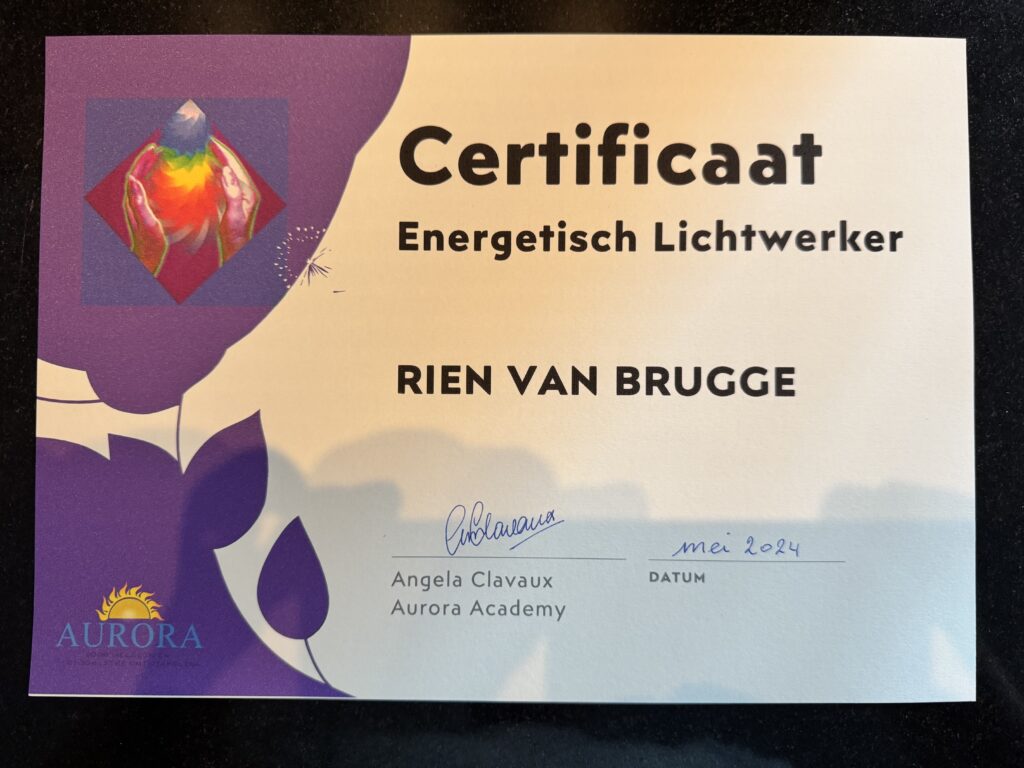 Certificaat
Energetisch Lichtwerker
RIEN VAN BRUGGE
mei 2024
Angela Clavaux
DATUM
Aurora Academy
AURORA